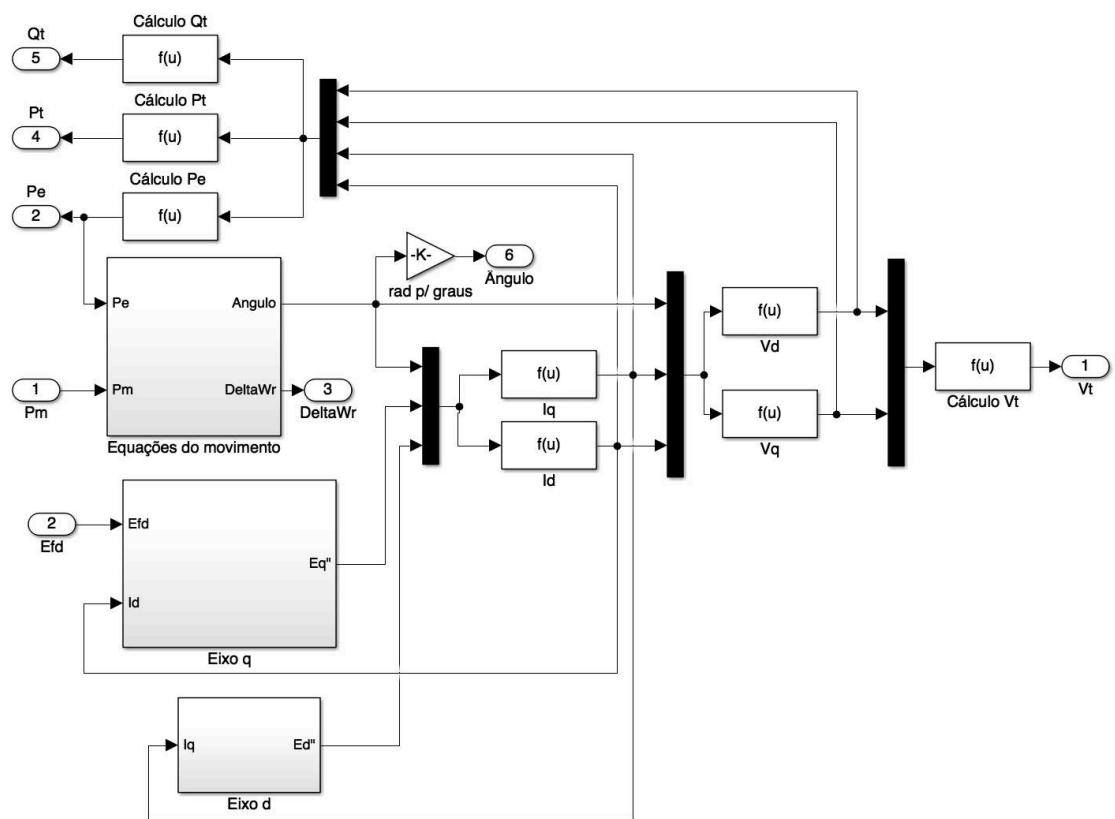 Cálculo Qt
Qt
5
f(u)
Cálculo Pt
Pt
4
f(u)
Cálculo Pe
Pe
2
f(u)
-K-
rad p/ graus
6
Ângulo
Pe
Angulo
Pm
DeltaWr
Equações do movimento
1
Pm
3
DeltaWr
f(u)
Iq
f(u)
Id
f(u)
Vd
f(u)
Vq
f(u)
Cálculo Vt
1
Vt
2
Efd
Efd
Eq"
Id
Eixo q
Iq
Ed"
Eixo d